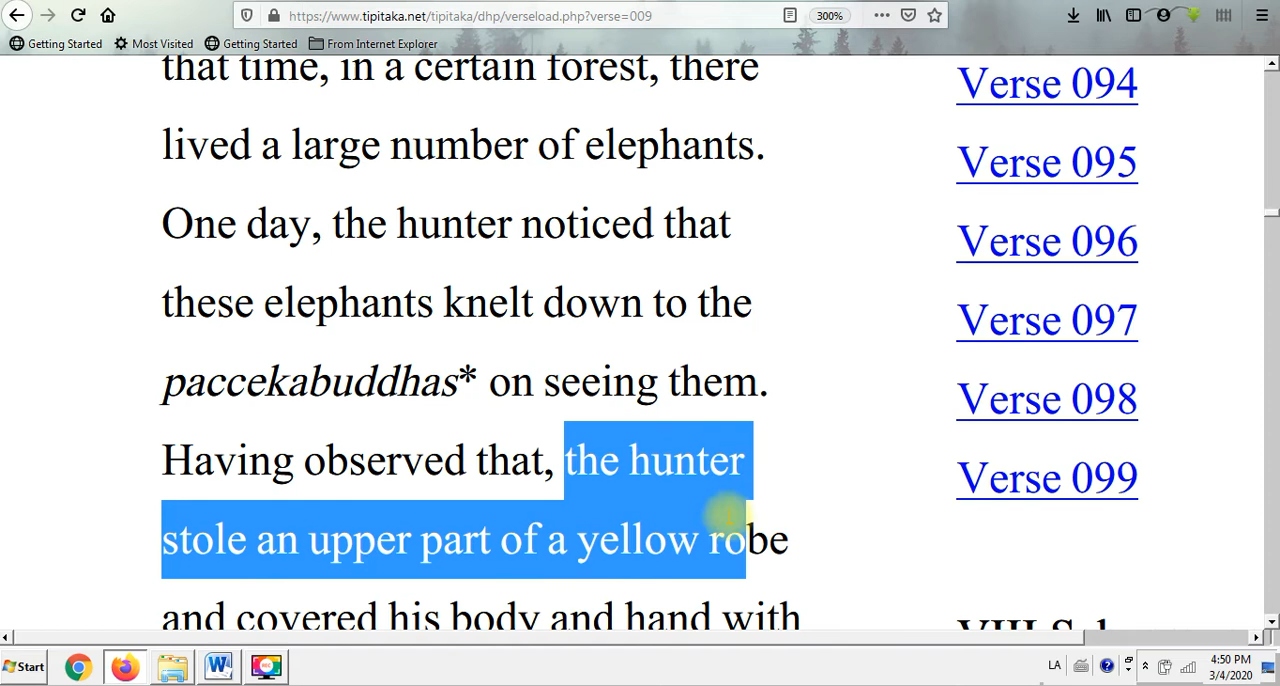 https://www.tipitaka.net/tipitaka/dhp/verseload.php?verse=009
300%
Getting Started
Most Visited
Getting Started
From Internet Explorer
that time, in a certain forest, there
lived a large number of elephants.
One day, the hunter noticed that
these elephants knelt down to the
paccekabuddhas* on seeing them.
Having observed that, the hunter
stole an upper part of a yellow robe
and covered his body and hand with
Verse 094
Verse 095
Verse 096
Verse 097
Verse 098
Verse 099
Start
W
LA
4:50 PM
3/4/2020